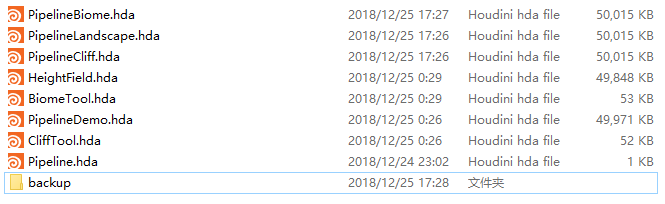 PipelineBiome.hda 2018/12/25 17:27 Houdini hda file 50,015 KB
PipelineLandscape.hda 2018/12/25 17:26 Houdini hda file 50,015 KB
PipelineCliff.hda 2018/12/25 17:26 Houdini hda file 50,015 KB
HeightField.hda 2018/12/25 0:29 Houdini hda file 49,848 KB
BiomeTool.hda 2018/12/25 0:29 Houdini hda file 53 KB
PipelineDemo.hda 2018/12/25 0:26 Houdini hda file 49,971 KB
CliffTool.hda 2018/12/25 0:26 Houdini hda file 52 KB
Pipeline.hda 2018/12/24 23:02 Houdini hda file 1 KB
backup 2018/12/25 17:28 文件夹